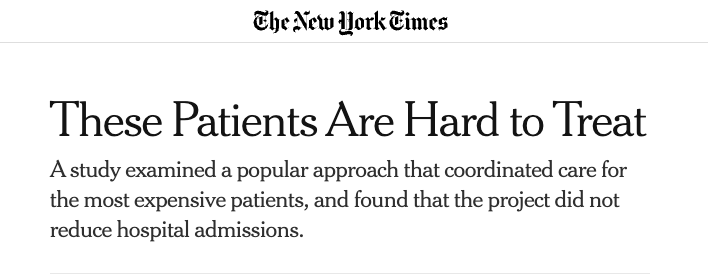 The New York Times
These Patients Are Hard to Treat
A study examined a popular approach that coordinated care for
the most expensive patients, and found that the project did not
reduce hospital admissions.